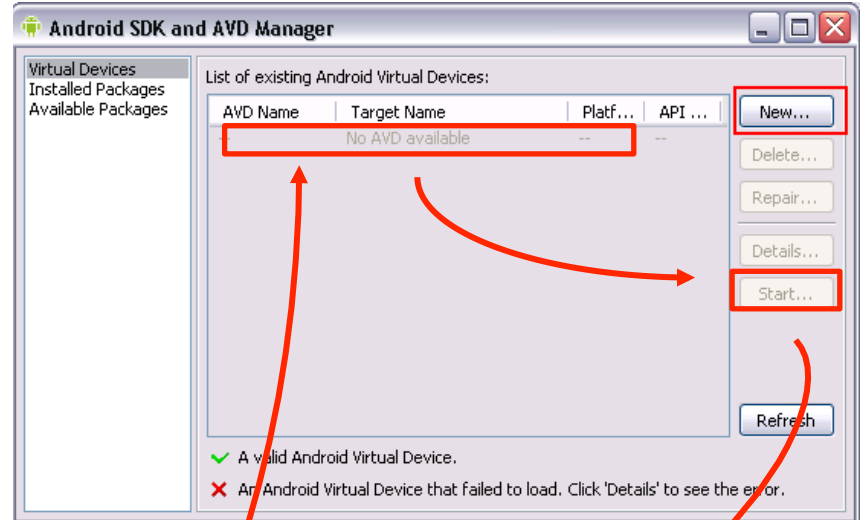 Android SDK and AVD Manager
Virtual Devices
Installed Packages
Available Packages
List of existing Android Virtual Devices:
AVD Name Target Name Platf... API ...
-- No AVD available -- --
New...
Delete...
Repair...
Details...
Start...
Refresh
A valid Android Virtual Device.
An Android Virtual Device that failed to load. Click 'Details' to see the error.